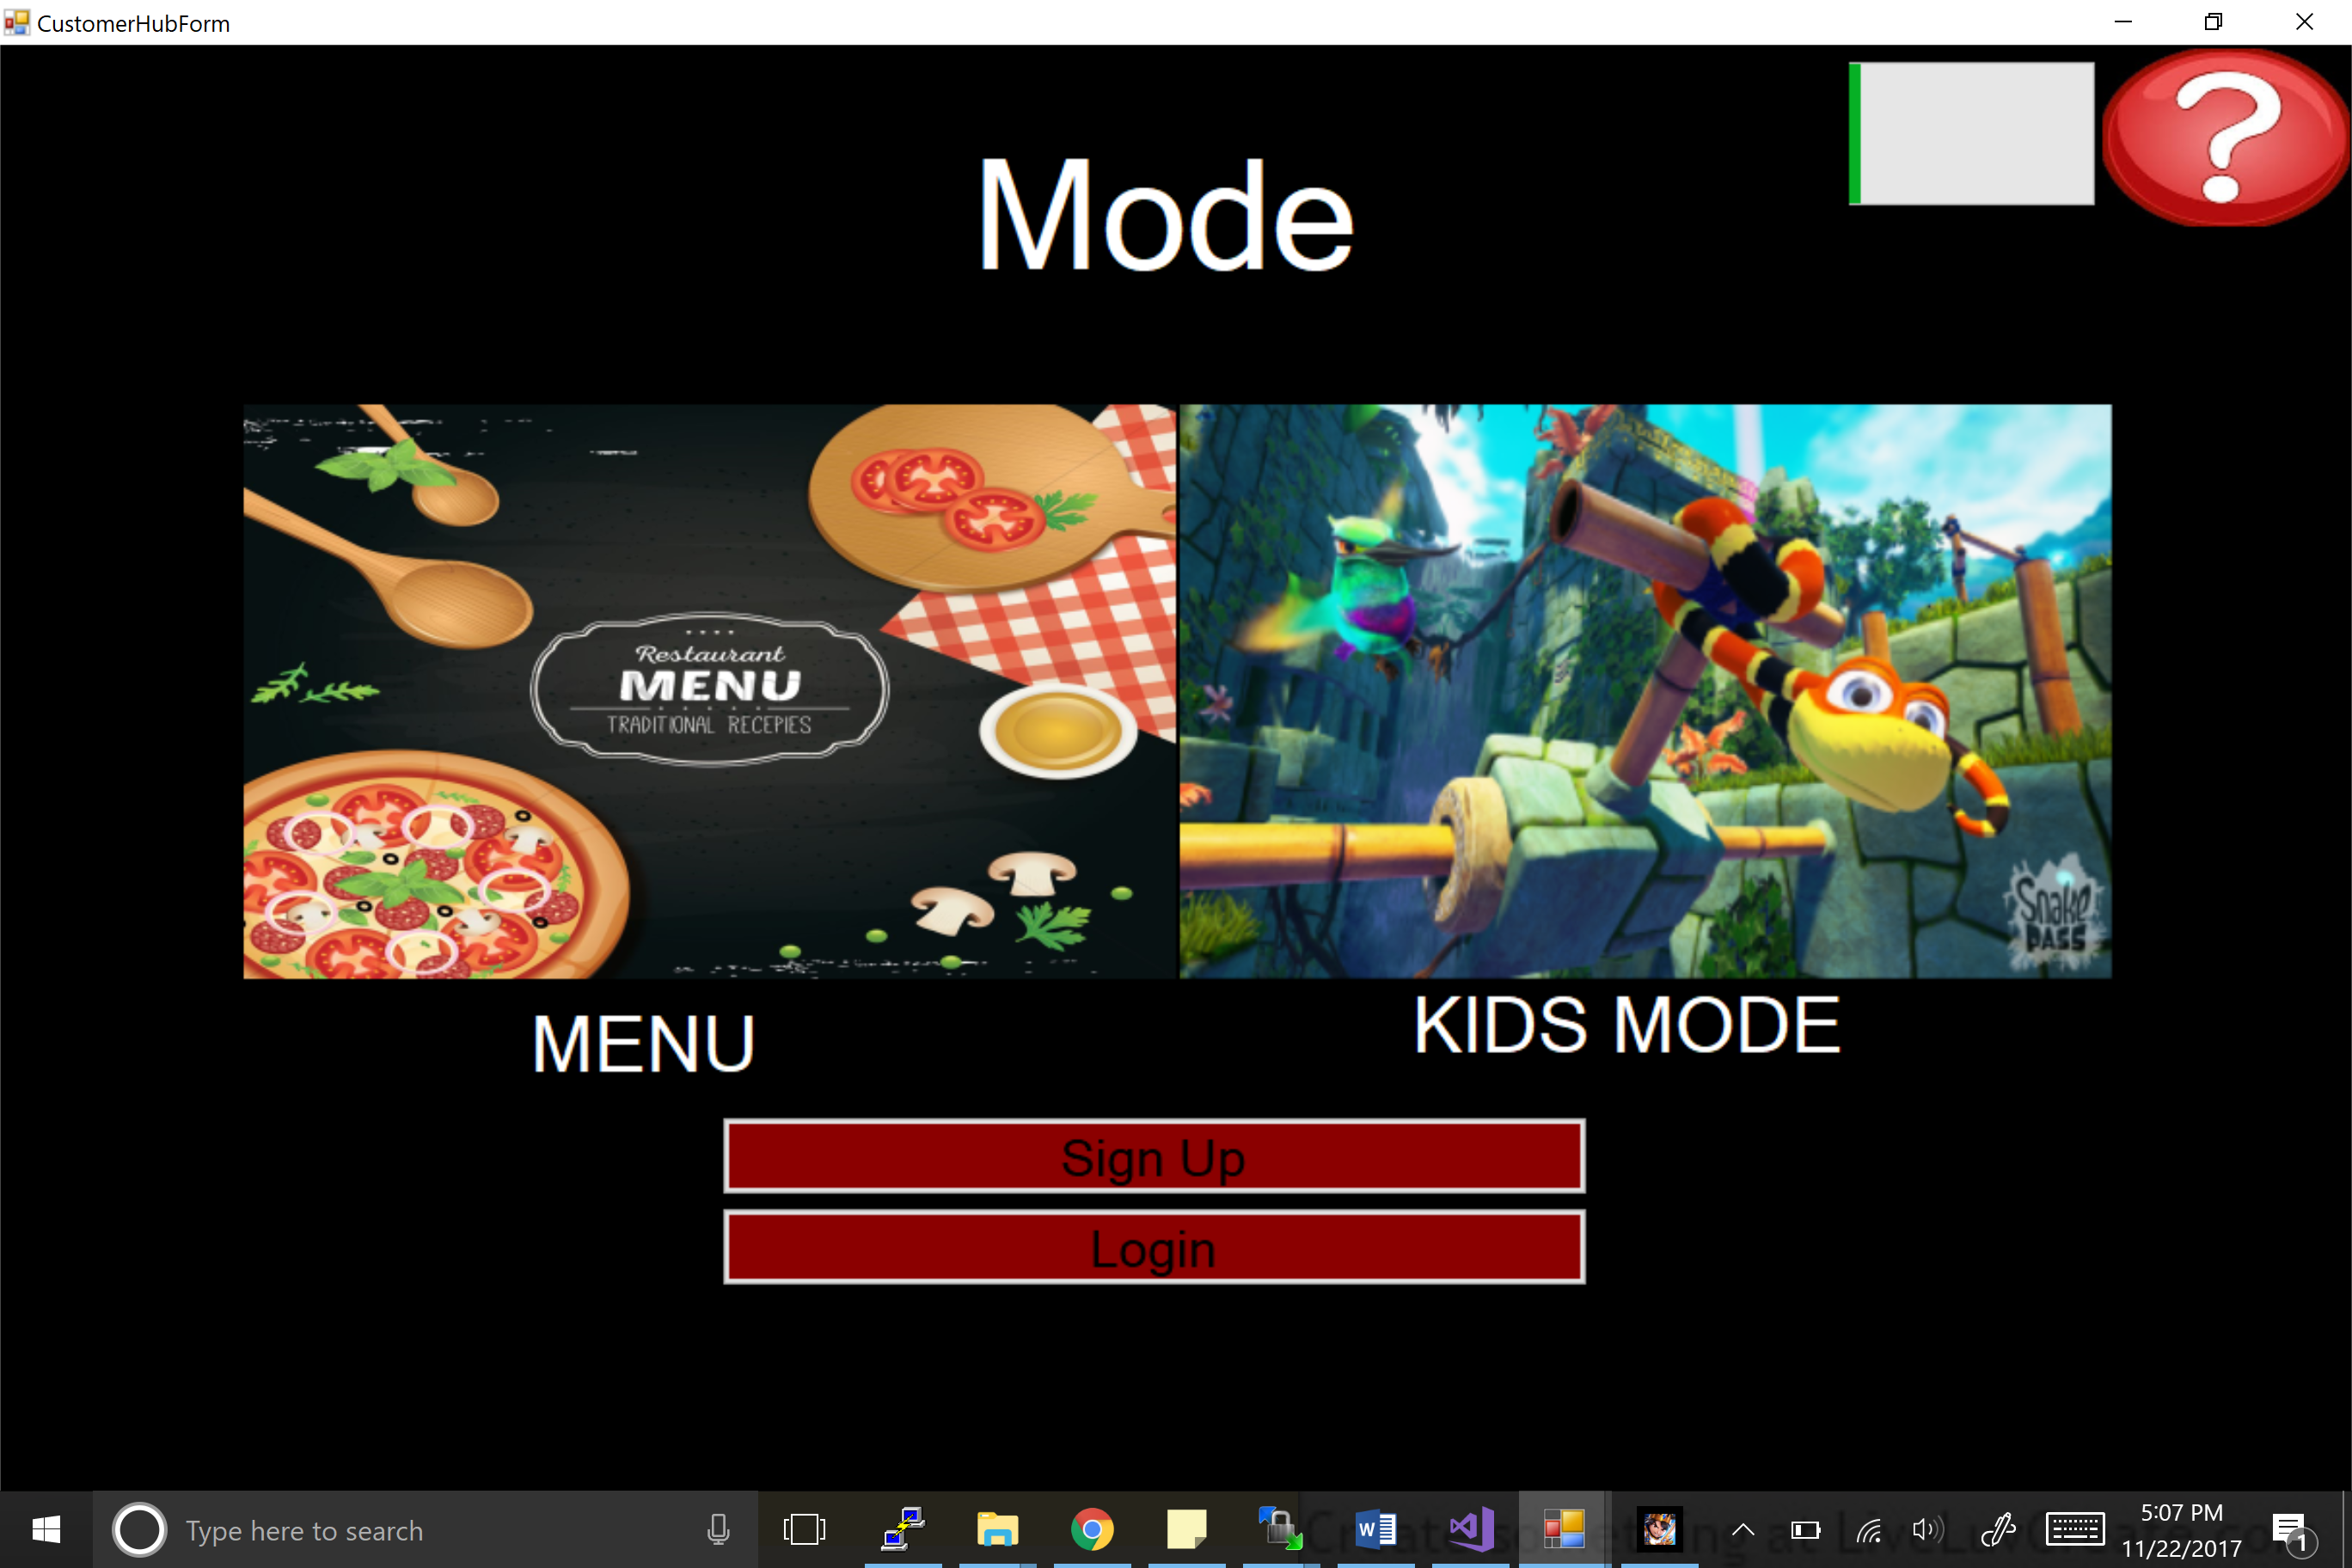 CustomerHubForm
?
Mode
Restaurant
MENU
TRADITIONAL RECEPIES
Snake
PASS
MENU
KIDS MODE
Sign Up
Login
Type here to search
W
5:07 PM
11/22/2017
1